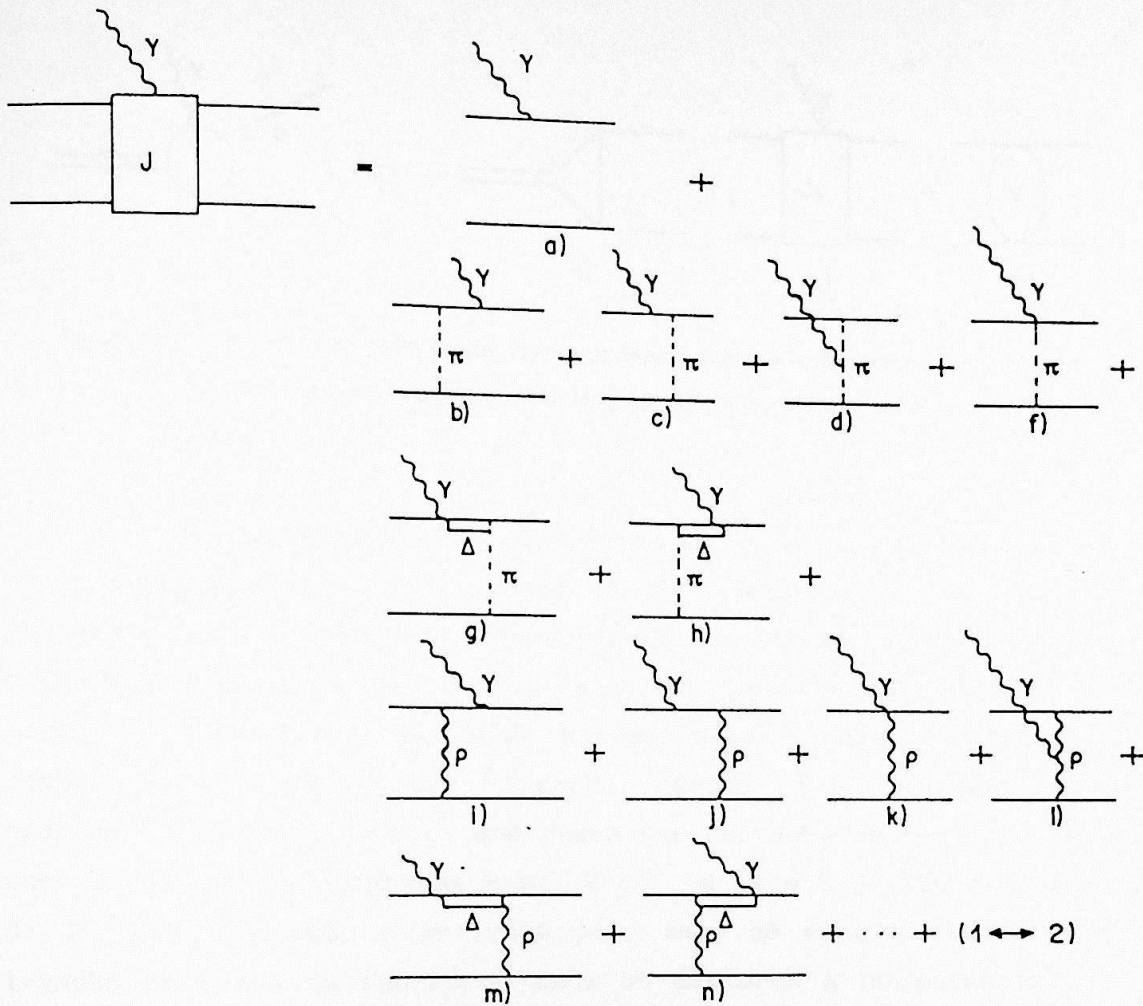 γ
J
=
γ
a)
+
γ π b) + γ π c) + γ π d) + γ π f) +
γ Δ π g) + γ Δ π h) +
γ ρ i) + γ ρ j) + γ ρ k) + γ ρ l) +
γ Δ ρ m) + γ Δ ρ n) + ··· + (1 ↔ 2)